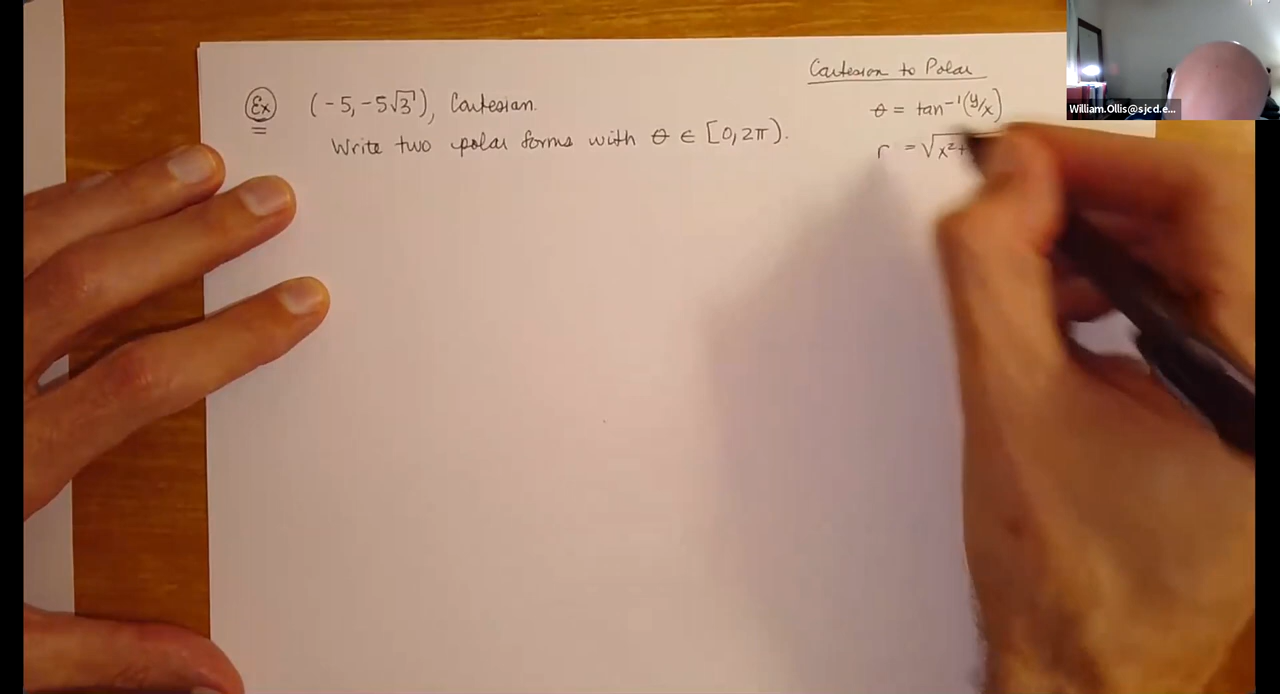 Ex (-5, -5√3), Cartesian.
Write two polar forms with θ ∈ [0, 2π).
Cartesian to Polar
θ = tan⁻¹(y/x)
r = √x²+
William.Ollis@sjcd.e...